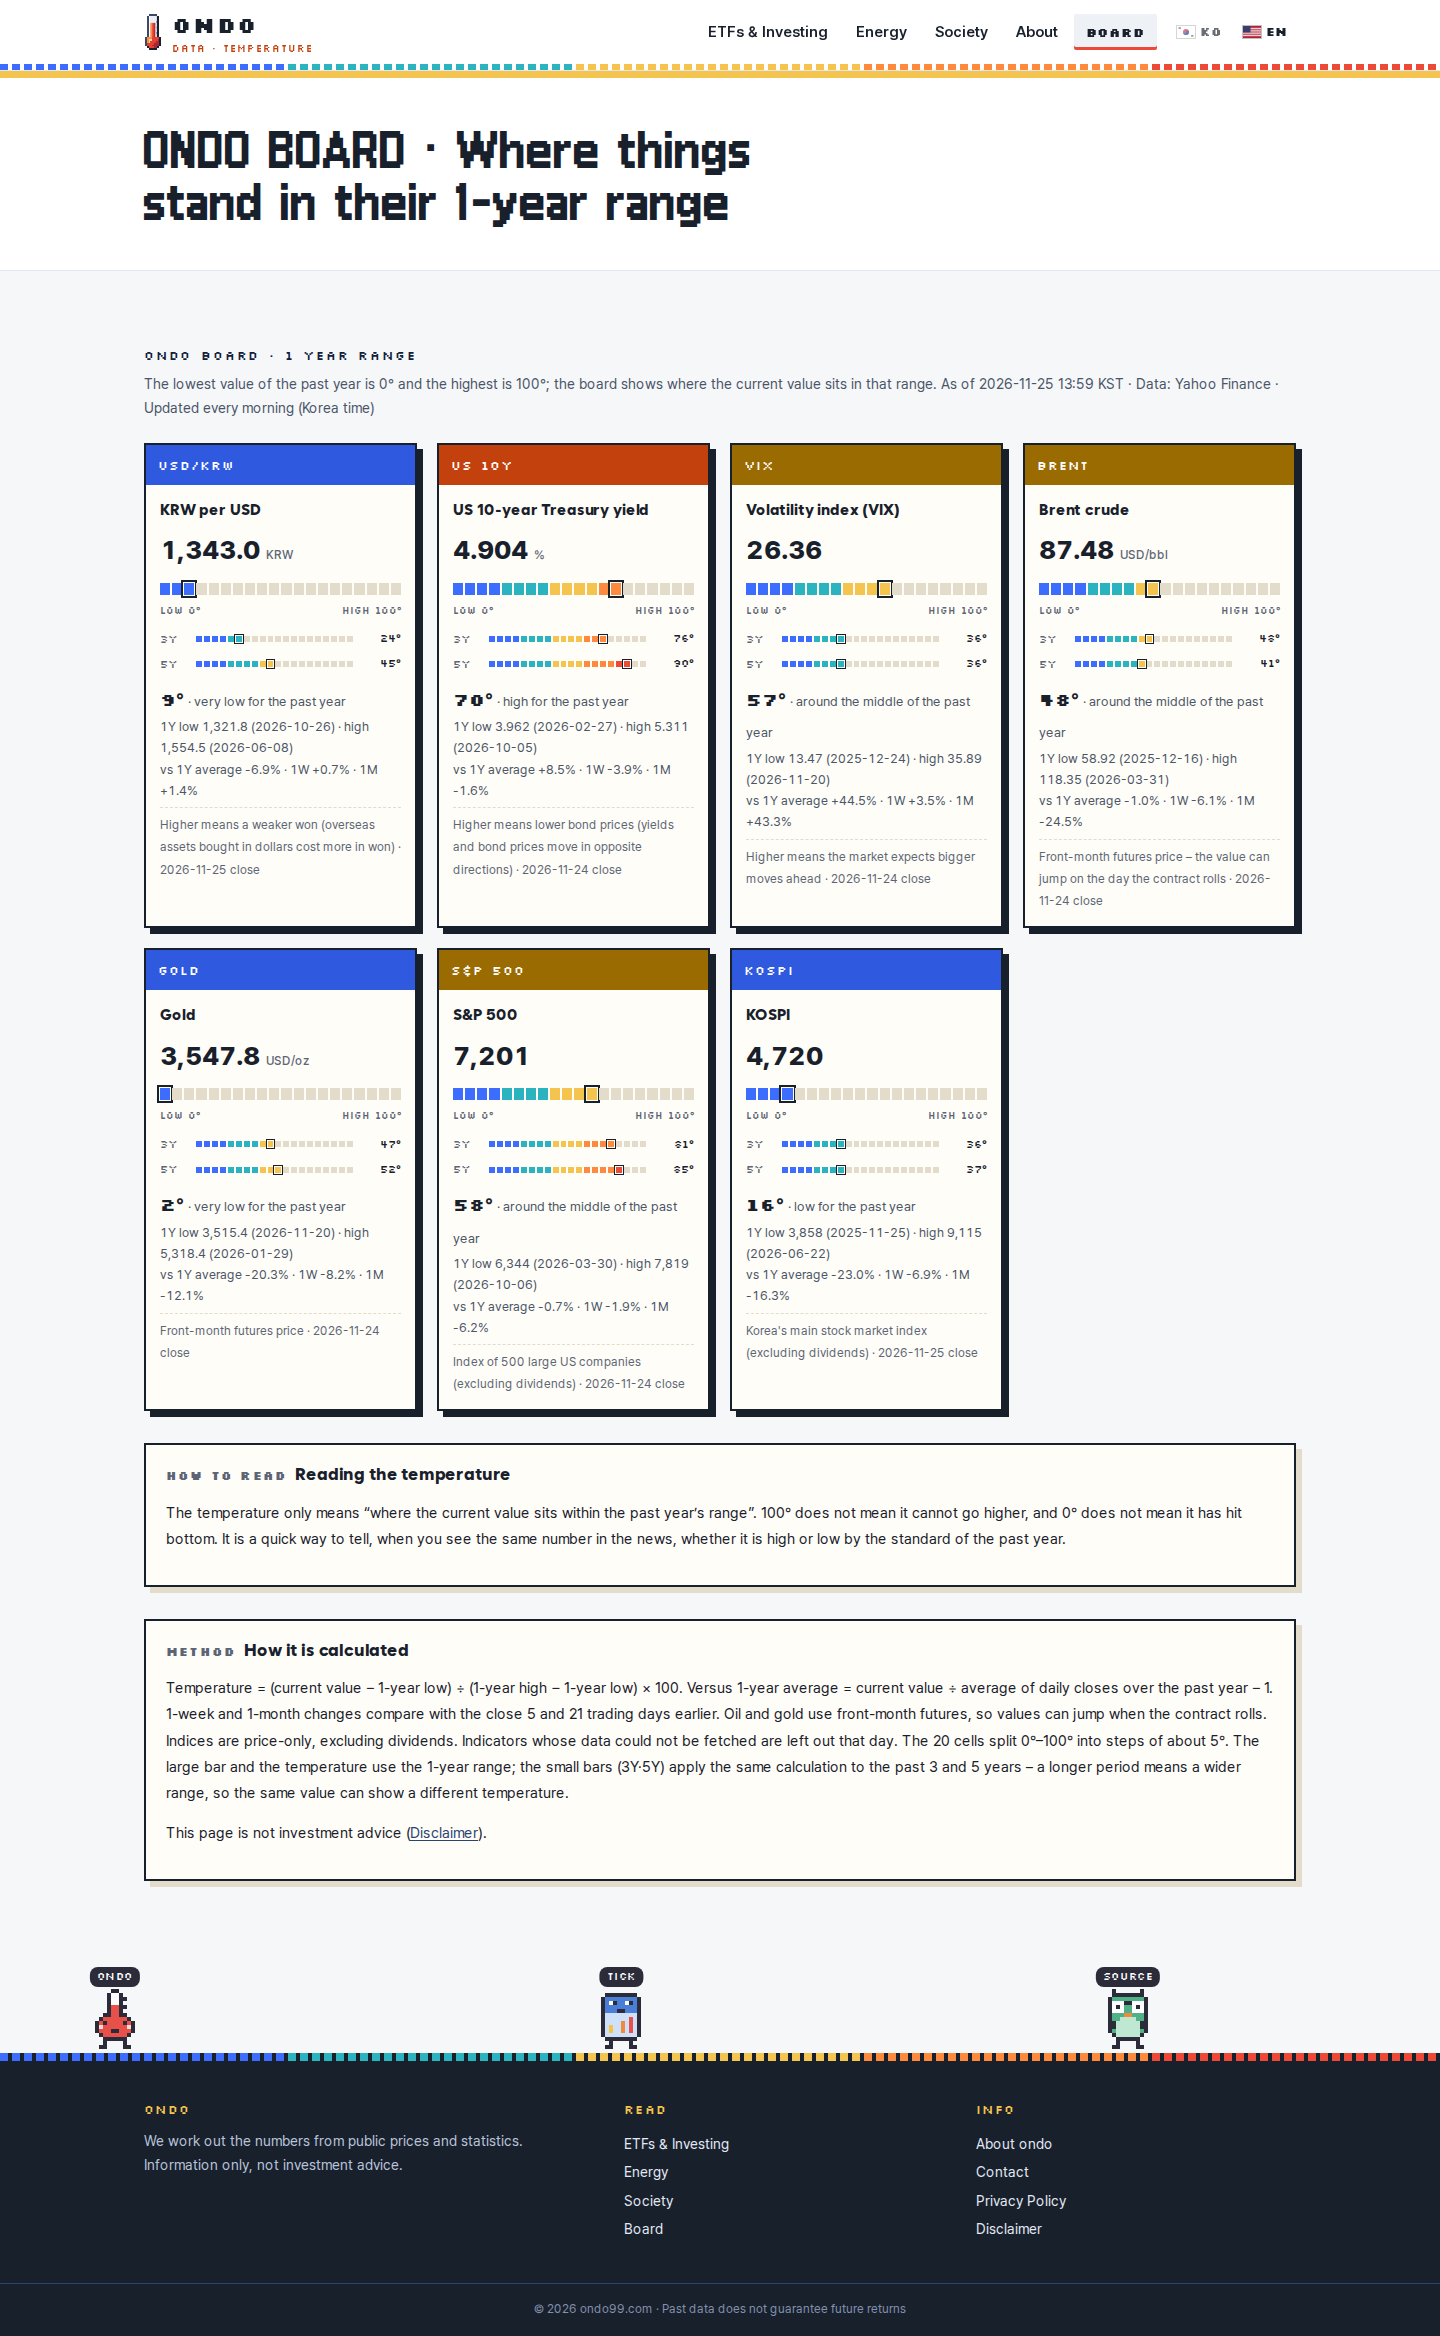 ONDO
DATA · TEMPERATURE
ETFs & Investing
Energy
Society
About
BOARD
KO
EN
ONDO BOARD · Where things
stand in their 1-year range
ONDO BOARD · 1 YEAR RANGE
The lowest value of the past year is 0° and the highest is 100°; the board shows where the current value sits in that range. As of 2026-11-25 13:59 KST · Data: Yahoo Finance ·
Updated every morning (Korea time)
USD/KRW
KRW per USD
1,343.0 KRW
LOW 0° HIGH 100°
3Y 24°
5Y 45°
9° · very low for the past year
1Y low 1,321.8 (2026-10-26) · high
1,554.5 (2026-06-08)
vs 1Y average -6.9% · 1W +0.7% · 1M
+1.4%
Higher means a weaker won (overseas
assets bought in dollars cost more in won) ·
2026-11-25 close
US 10Y
US 10-year Treasury yield
4.904 %
LOW 0° HIGH 100°
3Y 76°
5Y 90°
70° · high for the past year
1Y low 3.962 (2026-02-27) · high 5.311
(2026-10-05)
vs 1Y average +8.5% · 1W -3.9% · 1M
-1.6%
Higher means lower bond prices (yields
and bond prices move in opposite
directions) · 2026-11-24 close
VIX
Volatility index (VIX)
26.36
LOW 0° HIGH 100°
3Y 36°
5Y 36°
57° · around the middle of the past
year
1Y low 13.47 (2025-12-24) · high 35.89
(2026-11-20)
vs 1Y average +44.5% · 1W +3.5% · 1M
+43.3%
Higher means the market expects bigger
moves ahead · 2026-11-24 close
BRENT
Brent crude
87.48 USD/bbl
LOW 0° HIGH 100°
3Y 48°
5Y 41°
48° · around the middle of the past
year
1Y low 58.92 (2025-12-16) · high
118.35 (2026-03-31)
vs 1Y average -1.0% · 1W -6.1% · 1M
-24.5%
Front-month futures price – the value can
jump on the day the contract rolls · 2026-
11-24 close
GOLD
Gold
3,547.8 USD/oz
LOW 0° HIGH 100°
3Y 47°
5Y 52°
2° · very low for the past year
1Y low 3,515.4 (2026-11-20) · high
5,318.4 (2026-01-29)
vs 1Y average -20.3% · 1W -8.2% · 1M
-12.1%
Front-month futures price · 2026-11-24
close
S&P 500
S&P 500
7,201
LOW 0° HIGH 100°
3Y 81°
5Y 85°
58° · around the middle of the past
year
1Y low 6,344 (2026-03-30) · high 7,819
(2026-10-06)
vs 1Y average -0.7% · 1W -1.9% · 1M
-6.2%
Index of 500 large US companies
(excluding dividends) · 2026-11-24 close
KOSPI
KOSPI
4,720
LOW 0° HIGH 100°
3Y 36°
5Y 37°
16° · low for the past year
1Y low 3,858 (2025-11-25) · high 9,115
(2026-06-22)
vs 1Y average -23.0% · 1W -6.9% · 1M
-16.3%
Korea's main stock market index
(excluding dividends) · 2026-11-25 close
HOW TO READ Reading the temperature
The temperature only means “where the current value sits within the past year’s range”. 100° does not mean it cannot go higher, and 0° does not mean it has hit
bottom. It is a quick way to tell, when you see the same number in the news, whether it is high or low by the standard of the past year.
METHOD How it is calculated
Temperature = (current value – 1-year low) ÷ (1-year high – 1-year low) × 100. Versus 1-year average = current value ÷ average of daily closes over the past year – 1.
1-week and 1-month changes compare with the close 5 and 21 trading days earlier. Oil and gold use front-month futures, so values can jump when the contract rolls.
Indices are price-only, excluding dividends. Indicators whose data could not be fetched are left out that day. The 20 cells split 0°–100° into steps of about 5°. The
large bar and the temperature use the 1-year range; the small bars (3Y·5Y) apply the same calculation to the past 3 and 5 years – a longer period means a wider
range, so the same value can show a different temperature.
This page is not investment advice (Disclaimer).
ONDO
TICK
SOURCE
ONDO
We work out the numbers from public prices and statistics.
Information only, not investment advice.
READ
ETFs & Investing
Energy
Society
Board
INFO
About ondo
Contact
Privacy Policy
Disclaimer
© 2026 ondo99.com · Past data does not guarantee future returns